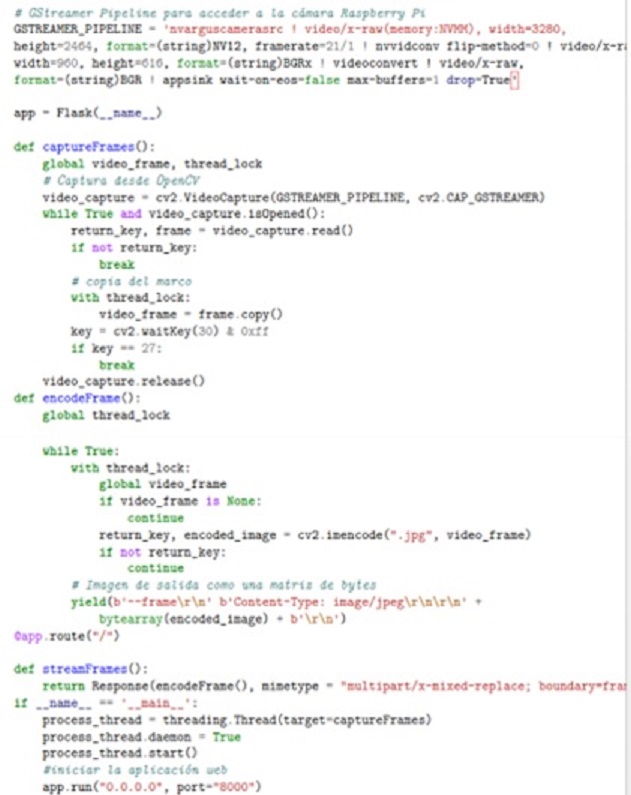 # GStreamer Pipeline para acceder a la cámara Raspberry Pi
GSTREAMER_PIPELINE = 'nvarguscamerasrc ! video/x-raw(memory:NVMM), width=3280,
height=2464, format=(string)NV12, framerate=21/1 ! nvvidconv flip-method=0 ! video/x-ra
width=960, height=616, format=(string)BGRx ! videoconvert ! video/x-raw,
format=(string)BGR ! appsink wait-on-eos=false max-buffers=1 drop=True'
app = Flask(__name__)
def captureFrames():
    global video_frame, thread_lock
    # Captura desde OpenCV
    video_capture = cv2.VideoCapture(GSTREAMER_PIPELINE, cv2.CAP_GSTREAMER)
    while True and video_capture.isOpened():
        return_key, frame = video_capture.read()
        if not return_key:
            break
        # copia del marco
        with thread_lock:
            video_frame = frame.copy()
        key = cv2.waitKey(30) & 0xff
        if key == 27:
            break
    video_capture.release()
def encodeFrame():
    global thread_lock
    while True:
        with thread_lock:
            global video_frame
            if video_frame is None:
                continue
            return_key, encoded_image = cv2.imencode(".jpg", video_frame)
            if not return_key:
                continue
        # Imagen de salida como una matris de bytes
        yield(b'--frame\r\n' b'Content-Type: image/jpeg\r\n\r\n' +
            bytearray(encoded_image) + b'\r\n')
@app.route("/")
def streamFrames():
    return Response(encodeFrame(), mimetype = "multipart/x-mixed-replace; boundary=fram
if __name__ == '__main__':
    process_thread = threading.Thread(target=captureFrames)
    process_thread.daemon = True
    process_thread.start()
    #iniciar la aplicación web
    app.run("0.0.0.0", port="8000")